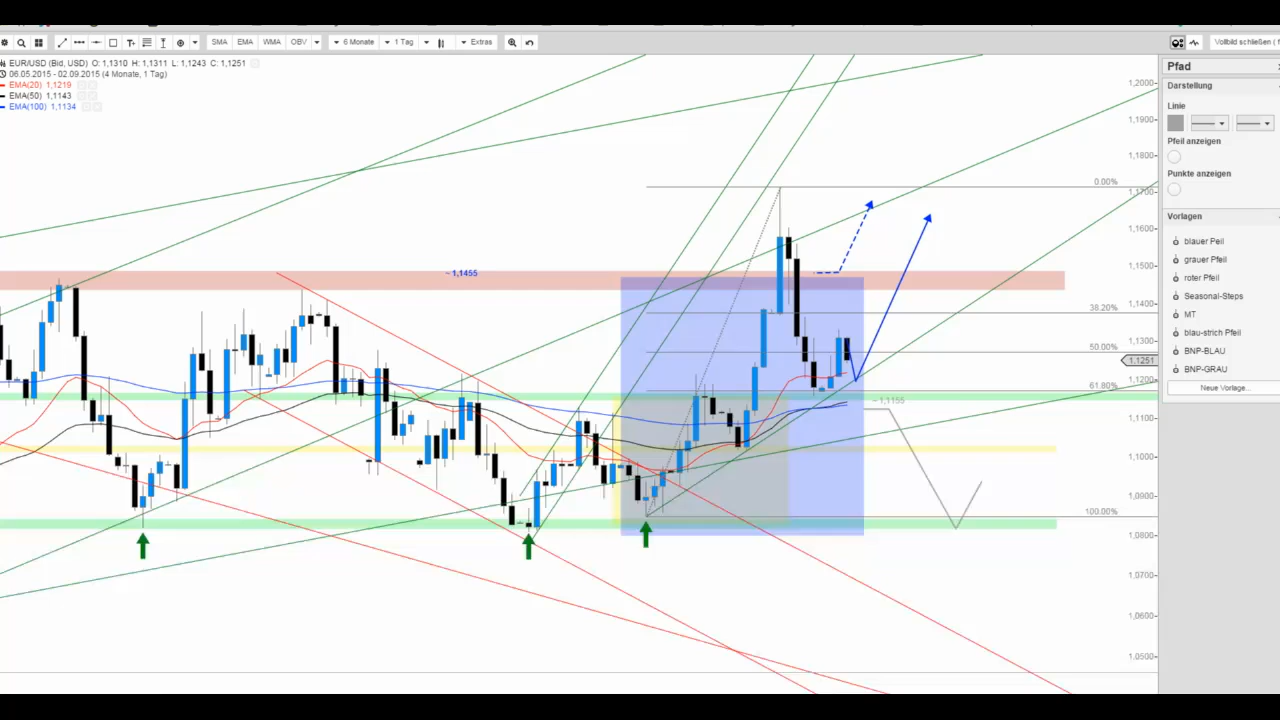 SMA EMA WMA OBV 6 Monate 1 Tag Extras Vollbild schließen ( f
EUR/USD (Bid, USD) O: 1,1310 H: 1,1311 L: 1,1243 C: 1,1251
06.05.2015 - 02.09.2015 (4 Monate, 1 Tag)
EMA(20) 1,1219
EMA(50) 1,1143
EMA(100) 1,1134
~ 1,1455
0.00%
38.20%
50.00%
61.80%
~ 1,1155
100.00%
1,2000
1,1900
1,1800
1,1700
1,1600
1,1500
1,1400
1,1300
1,1251
1,1200
1,1100
1,1000
1,0900
1,0800
1,0700
1,0600
1,0500
Pfad
Darstellung
Linie
Pfeil anzeigen
Punkte anzeigen
Vorlagen
blauer Peil
grauer Pfeil
roter Pfeil
Seasonal-Steps
MT
blau-strich Pfeil
BNP-BLAU
BNP-GRAU
Neue Vorlage...